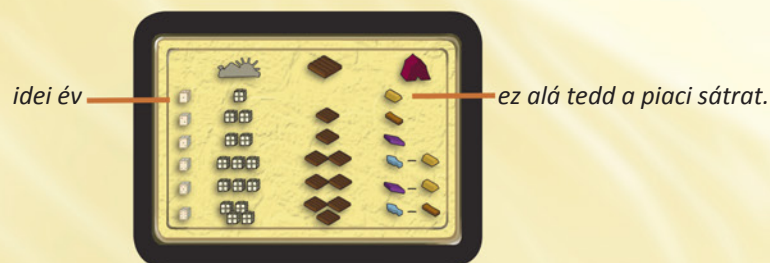 idei év
ez alá tedd a piaci sátrat.